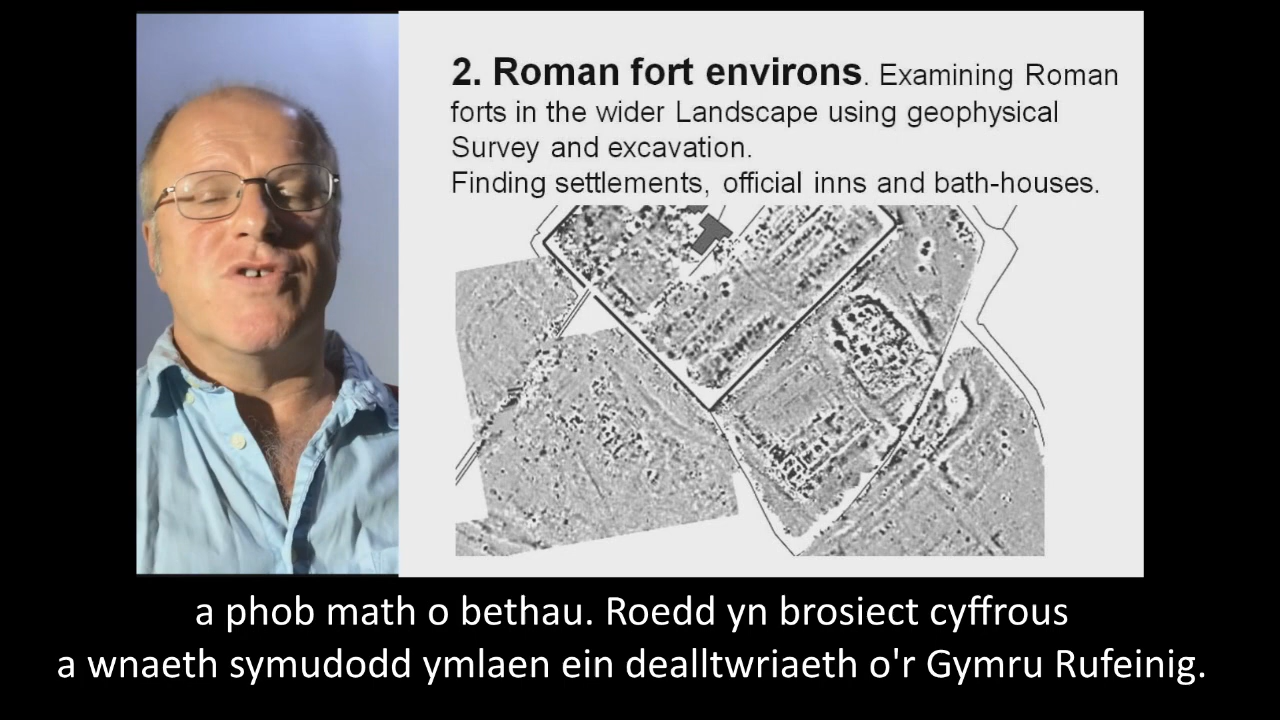 2. Roman fort environs. Examining Roman
forts in the wider Landscape using geophysical
Survey and excavation.
Finding settlements, official inns and bath-houses.
a phob math o bethau. Roedd yn brosiect cyffrous
a wnaeth symudodd ymlaen ein dealltwriaeth o'r Gymru Rufeinig.